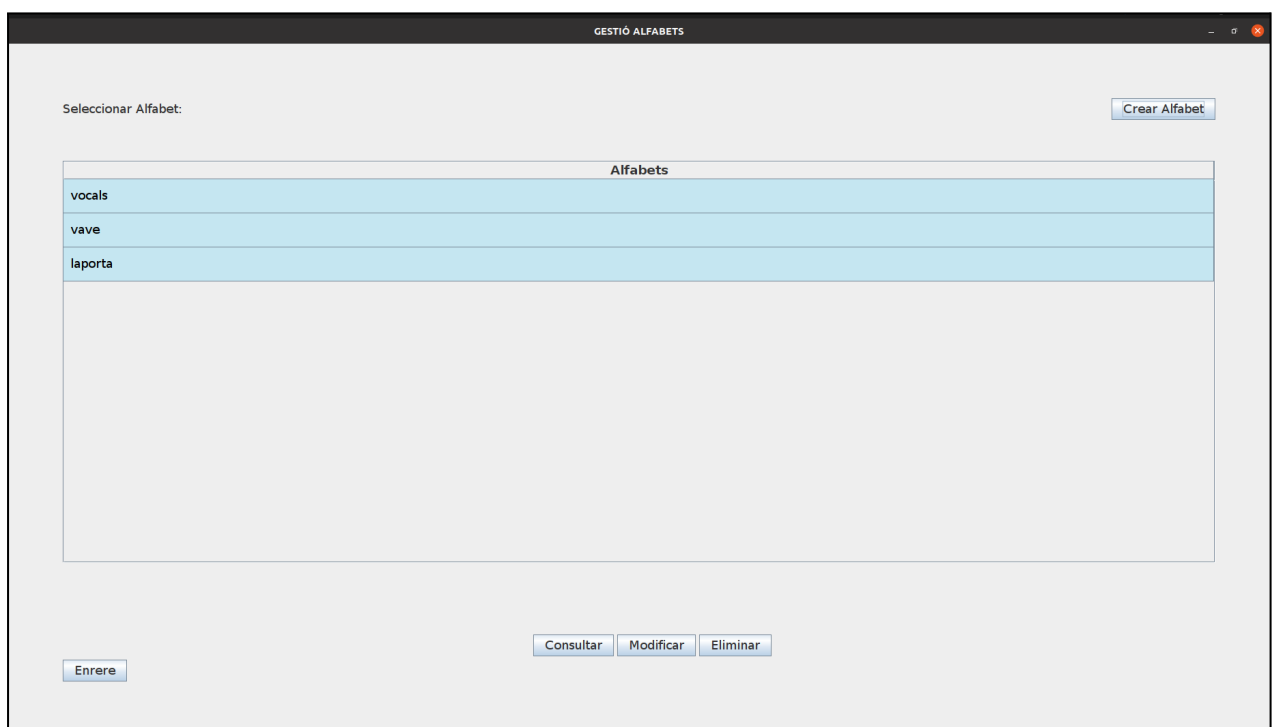 GESTIÓ ALFABETS
Seleccionar Alfabet:
Crear Alfabet
Alfabets
vocals
vave
laporta
Consultar Modificar Eliminar
Enrere